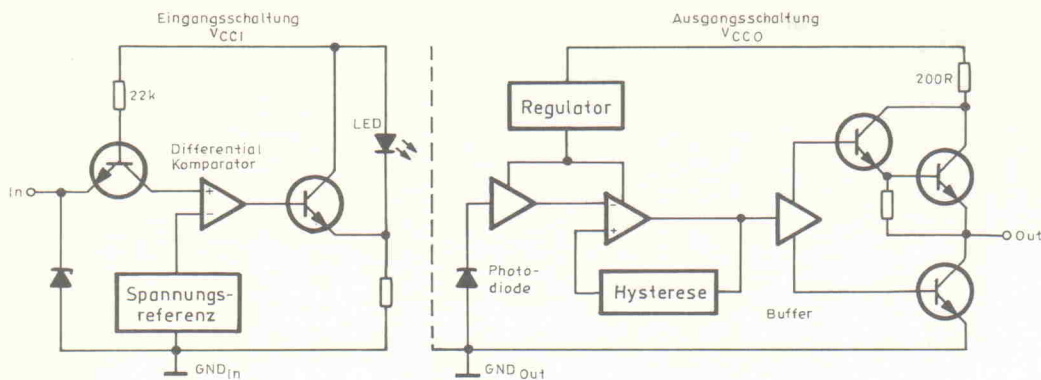 Eingangsschaltung
VCCI
22k
LED
Differential
Komparator
In
+
-
Spannungs-
referenz
GNDIn
Ausgangsschaltung
VCCO
200R
Regulator
-
+
Photo-
diode
Hysterese
Buffer
Out
GNDOut